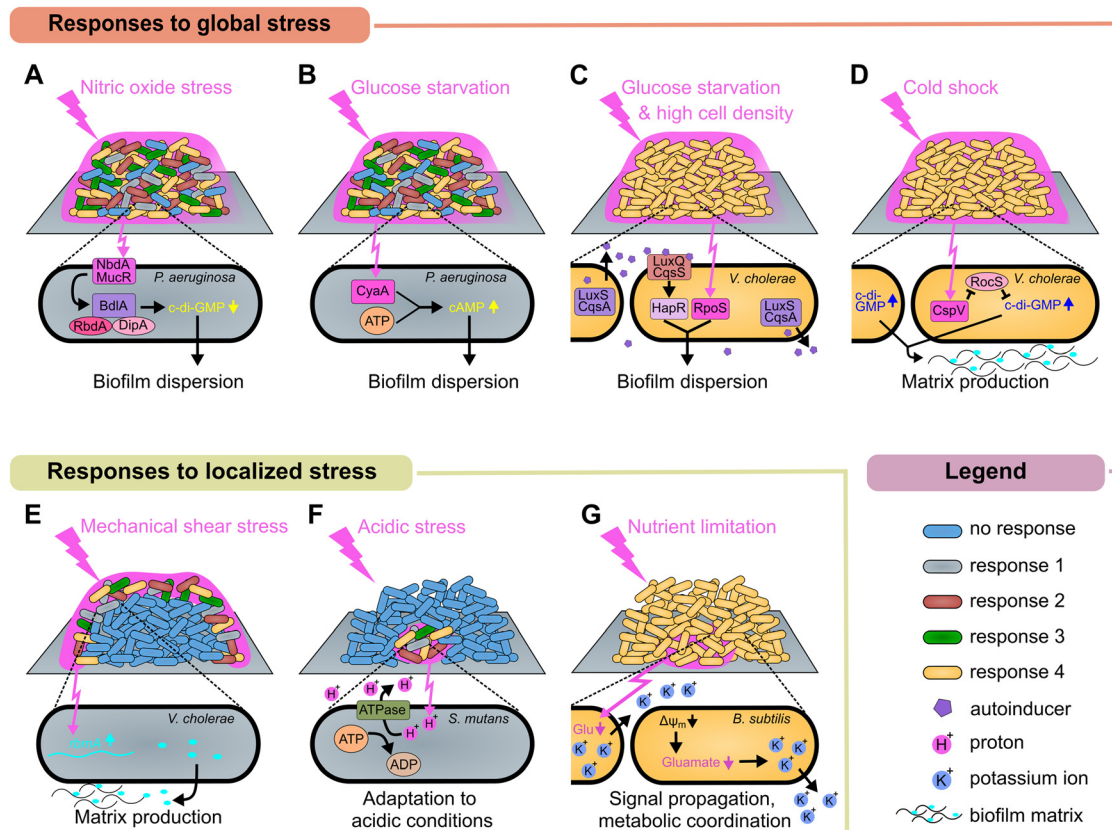 Responses to global stress
A
Nitric oxide stress
NbdA
MucR
P. aeruginosa
BdlA
c-di-GMP
RbdA
DipA
Biofilm dispersion
B
Glucose starvation
P. aeruginosa
CyaA
ATP
cAMP
Biofilm dispersion
C
Glucose starvation
& high cell density
LuxQ
CqsS
V. cholerae
LuxS
CqsA
HapR
RpoS
LuxS
CqsA
Biofilm dispersion
D
Cold shock
RocS
V. cholerae
c-di-
GMP
CspV
c-di-GMP
Matrix production
Responses to localized stress
E
Mechanical shear stress
V. cholerae
Matrix production
F
Acidic stress
H+
H+
H+
ATPase
H+
H+
S. mutans
ATP
ADP
Adaptation to
acidic conditions
G
Nutrient limitation
K+
K+
K+
Glu
K+
K+
K+
K+
ΔΨm
B. subtilis
Gluamate
K+
K+
K+
K+
K+
K+
Signal propagation,
metabolic coordination
Legend
no response
response 1
response 2
response 3
response 4
autoinducer
H+
proton
K+
potassium ion
biofilm matrix